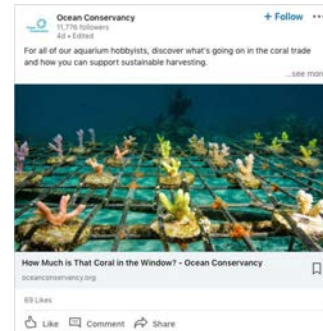 Ocean Conservancy
+ Follow
11,776 followers
4d • Edited
For all of our aquarium hobbyists, discover what's going on in the coral trade
and how you can support sustainable harvesting.
...see more
How Much is That Coral in the Window? - Ocean Conservancy
oceanconservancy.org
69 Likes
Like Comment Share